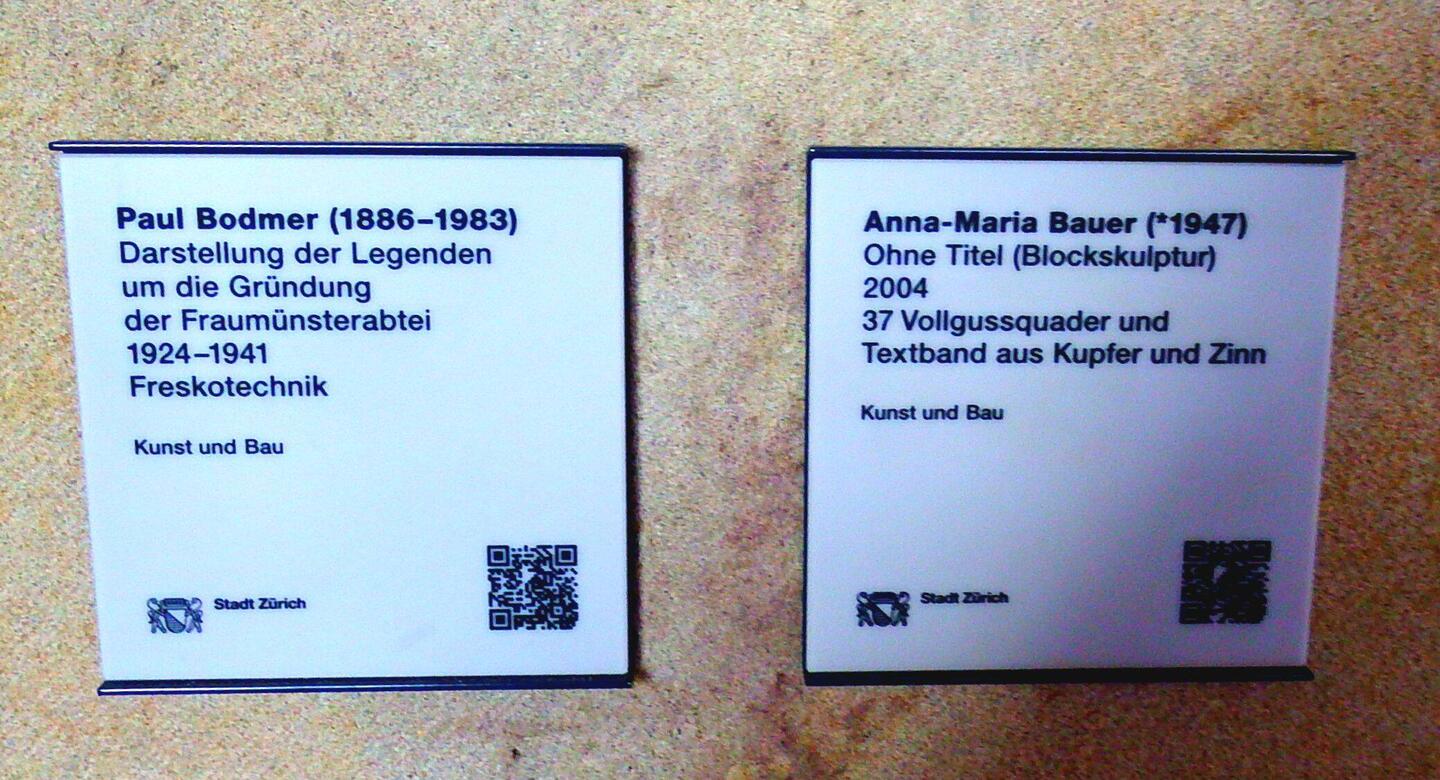 Paul Bodmer (1886–1983)
Darstellung der Legenden
um die Gründung
der Fraumünsterabtei
1924–1941
Freskotechnik
Kunst und Bau
Stadt Zürich
Anna-Maria Bauer (*1947)
Ohne Titel (Blockskulptur)
2004
37 Vollgussquader und
Textband aus Kupfer und Zinn
Kunst und Bau
Stadt Zürich